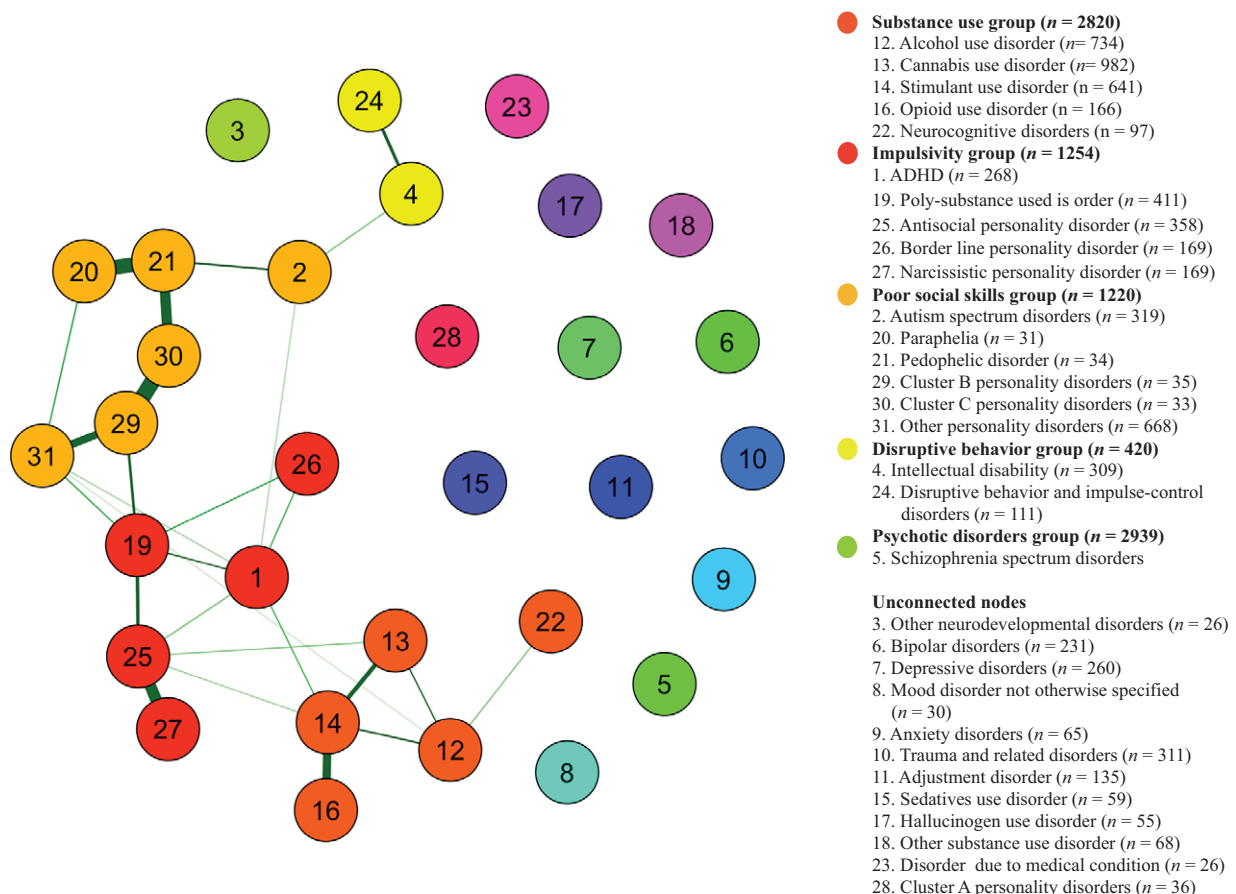 24
23
3
4
17
18
21
20
2
28
7
6
30
29
31
26
15
11
10
19
1
9
22
13
25
5
14
27
12
8
16
Substance use group (n = 2820)
12. Alcohol use disorder (n= 734)
13. Cannabis use disorder (n= 982)
14. Stimulant use disorder (n = 641)
16. Opioid use disorder (n = 166)
22. Neurocognitive disorders (n = 97)
Impulsivity group (n = 1254)
1. ADHD (n = 268)
19. Poly-substance used is order (n = 411)
25. Antisocial personality disorder (n = 358)
26. Border line personality disorder (n = 169)
27. Narcissistic personality disorder (n = 169)
Poor social skills group (n = 1220)
2. Autism spectrum disorders (n = 319)
20. Paraphelia (n = 31)
21. Pedophelic disorder (n = 34)
29. Cluster B personality disorders (n = 35)
30. Cluster C personality disorders (n = 33)
31. Other personality disorders (n = 668)
Disruptive behavior group (n = 420)
4. Intellectual disability (n = 309)
24. Disruptive behavior and impulse-control
disorders (n = 111)
Psychotic disorders group (n = 2939)
5. Schizophrenia spectrum disorders
Unconnected nodes
3. Other neurodevelopmental disorders (n = 26)
6. Bipolar disorders (n = 231)
7. Depressive disorders (n = 260)
8. Mood disorder not otherwise specified
(n = 30)
9. Anxiety disorders (n = 65)
10. Trauma and related disorders (n = 311)
11. Adjustment disorder (n = 135)
15. Sedatives use disorder (n = 59)
17. Hallucinogen use disorder (n = 55)
18. Other substance use disorder (n = 68)
23. Disorder due to medical condition (n = 26)
28. Cluster A personality disorders (n = 36)